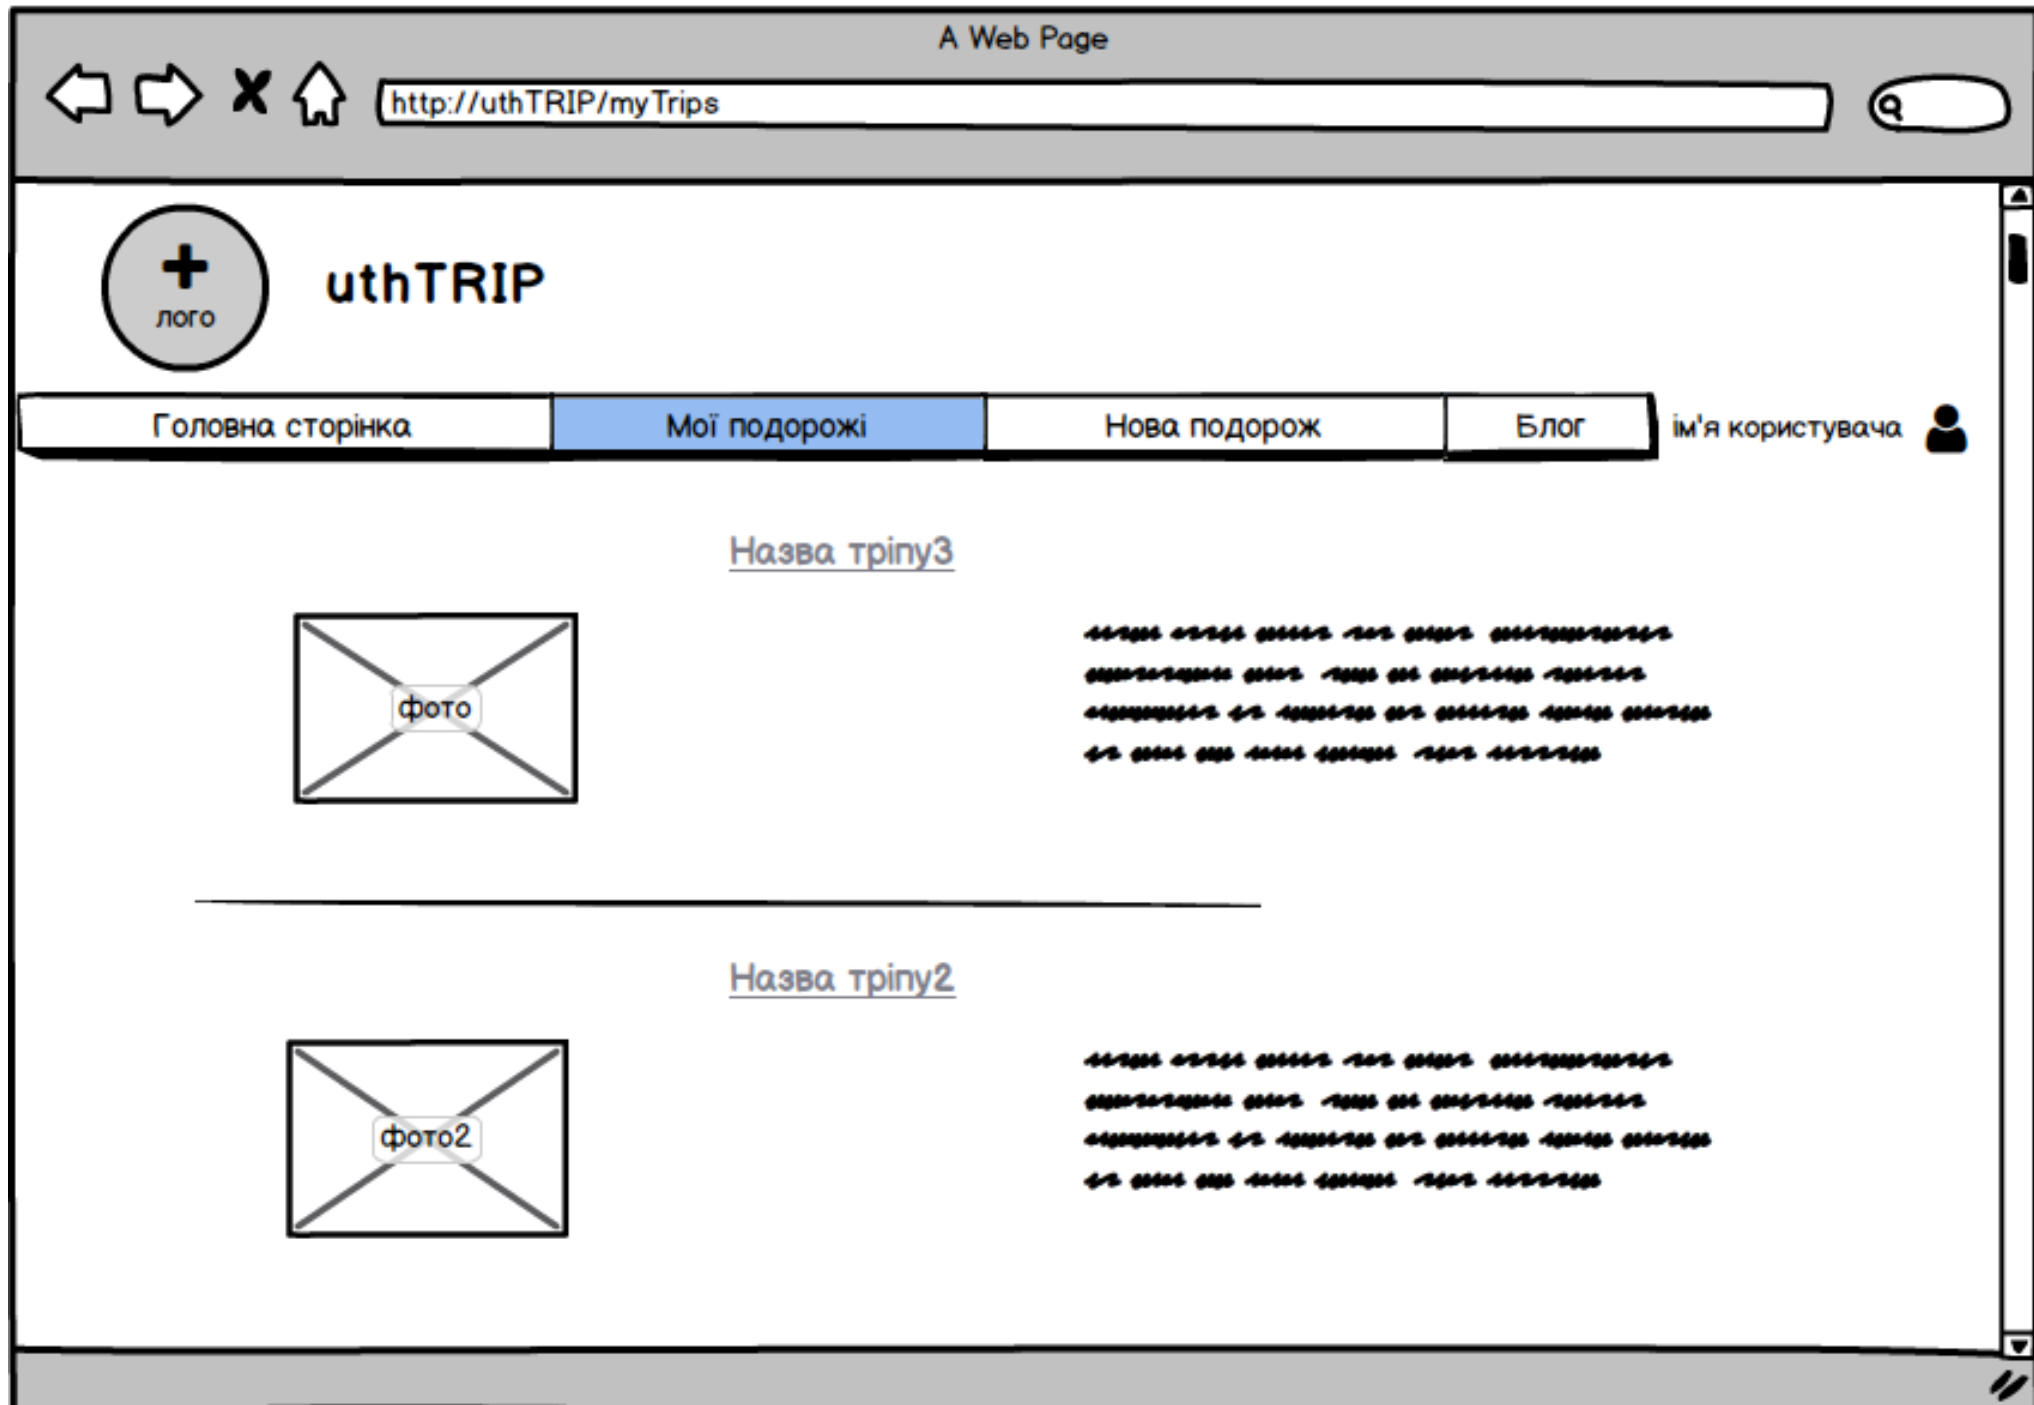 A Web Page
http://uthTRIP/myTrips
лого
uthTRIP
Головна сторінка
Мої подорожі
Нова подорож
Блог
ім'я користувача
Назва тріпу3
фото
Назва тріпу2
фото2